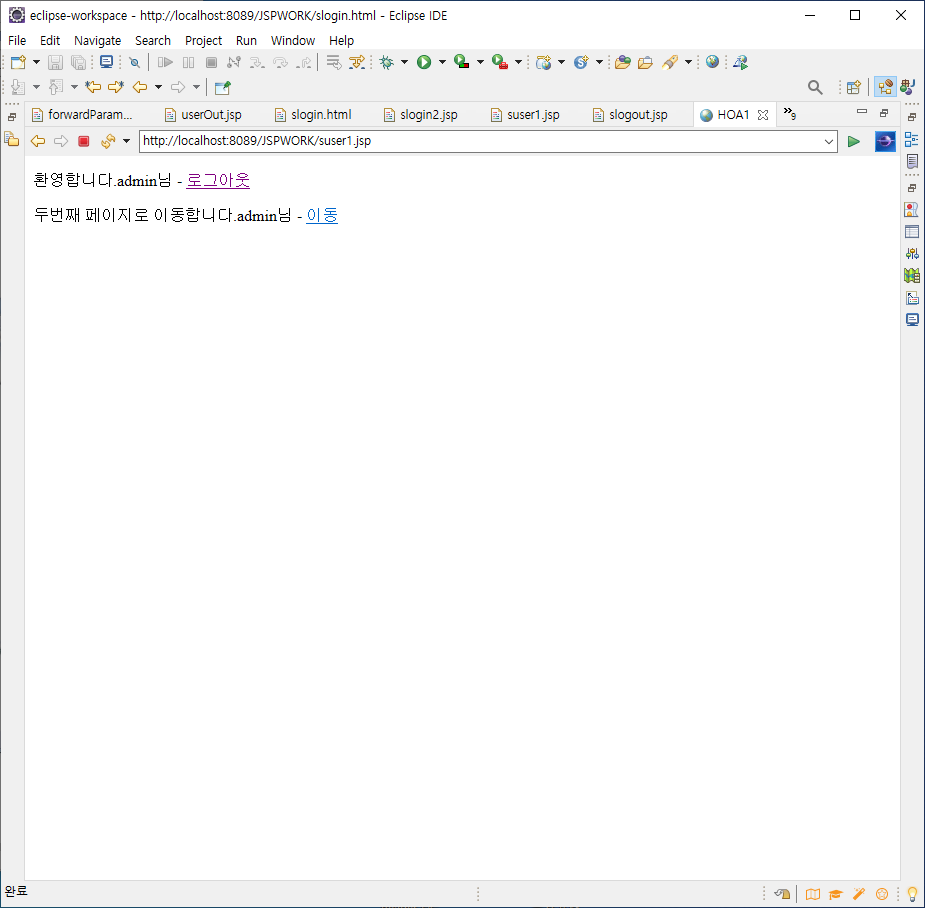 eclipse-workspace - http://localhost:8089/JSPWORK/slogin.html - Eclipse IDE
File Edit Navigate Search Project Run Window Help
forwardParam... userOut.jsp slogin.html slogin2.jsp suser1.jsp slogout.jsp HOA1 »9
http://localhost:8089/JSPWORK/suser1.jsp
환영합니다.admin님 - 로그아웃
두번째 페이지로 이동합니다.admin님 - 이동
완료